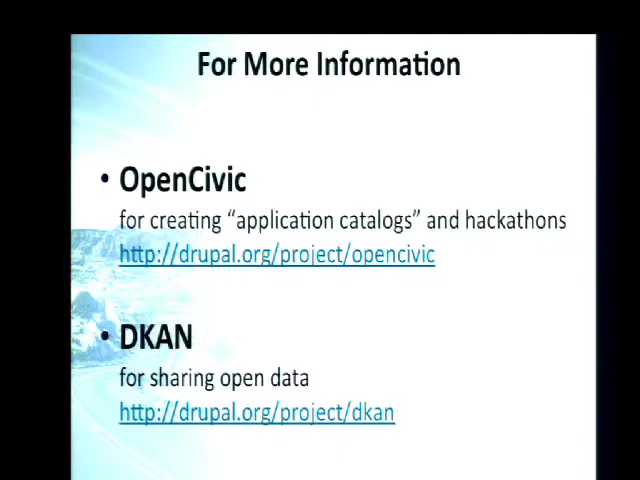 For More Information
• OpenCivic
for creating “application catalogs” and hackathons
http://drupal.org/project/opencivic
• DKAN
for sharing open data
http://drupal.org/project/dkan